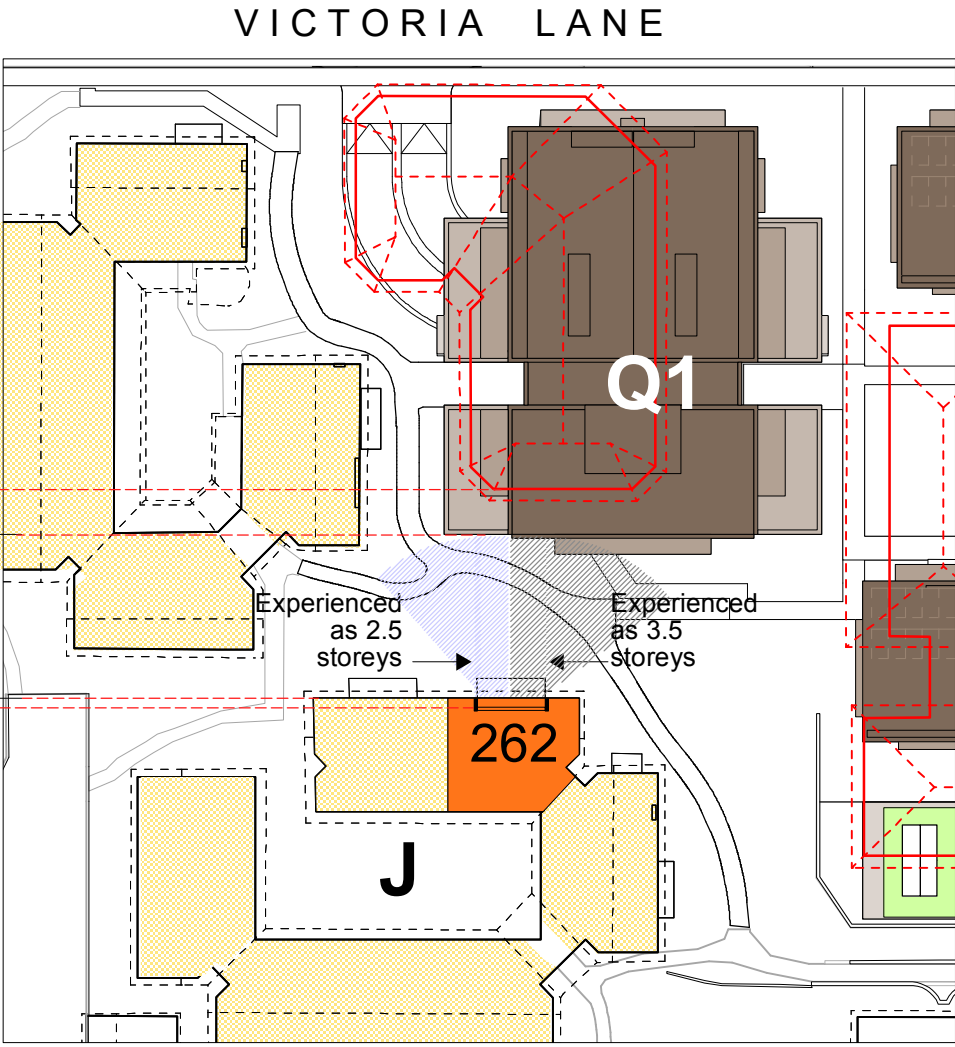 VICTORIA LANE
Q1
Experienced
as 2.5
storeys
Experienced
as 3.5
storeys
262
J